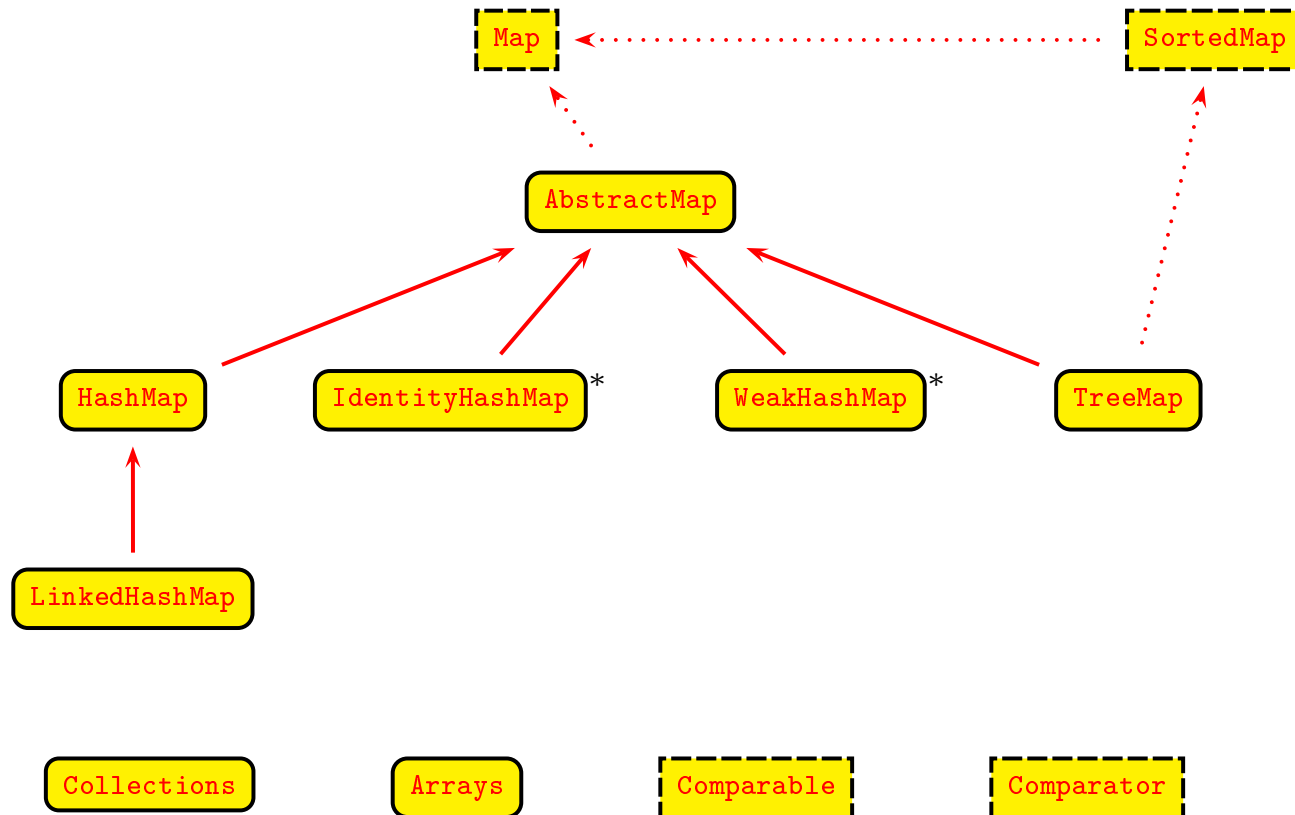 Map SortedMap
AbstractMap
HashMap IdentityHashMap* WeakHashMap* TreeMap
LinkedHashMap
Collections Arrays Comparable Comparator